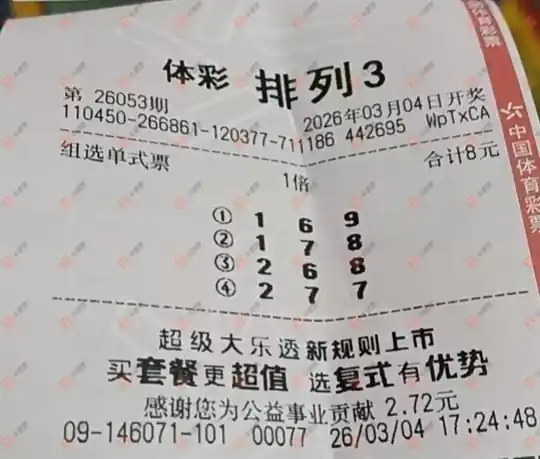 体彩 排列3
第 26053期 2026年03月04日开奖
110450-266861-120377-711186 442695 WpTxCA
组选单式票 1倍 合计8元
① 1 6 9
② 1 7 8
③ 2 6 8
④ 2 7 7
超级大乐透新规则上市
买套餐更超值 选复式有优势
感谢您为公益事业贡献 2.72元
09-146071-101 00077 26/03/04 17:24:48
体育彩票
中国体育彩票